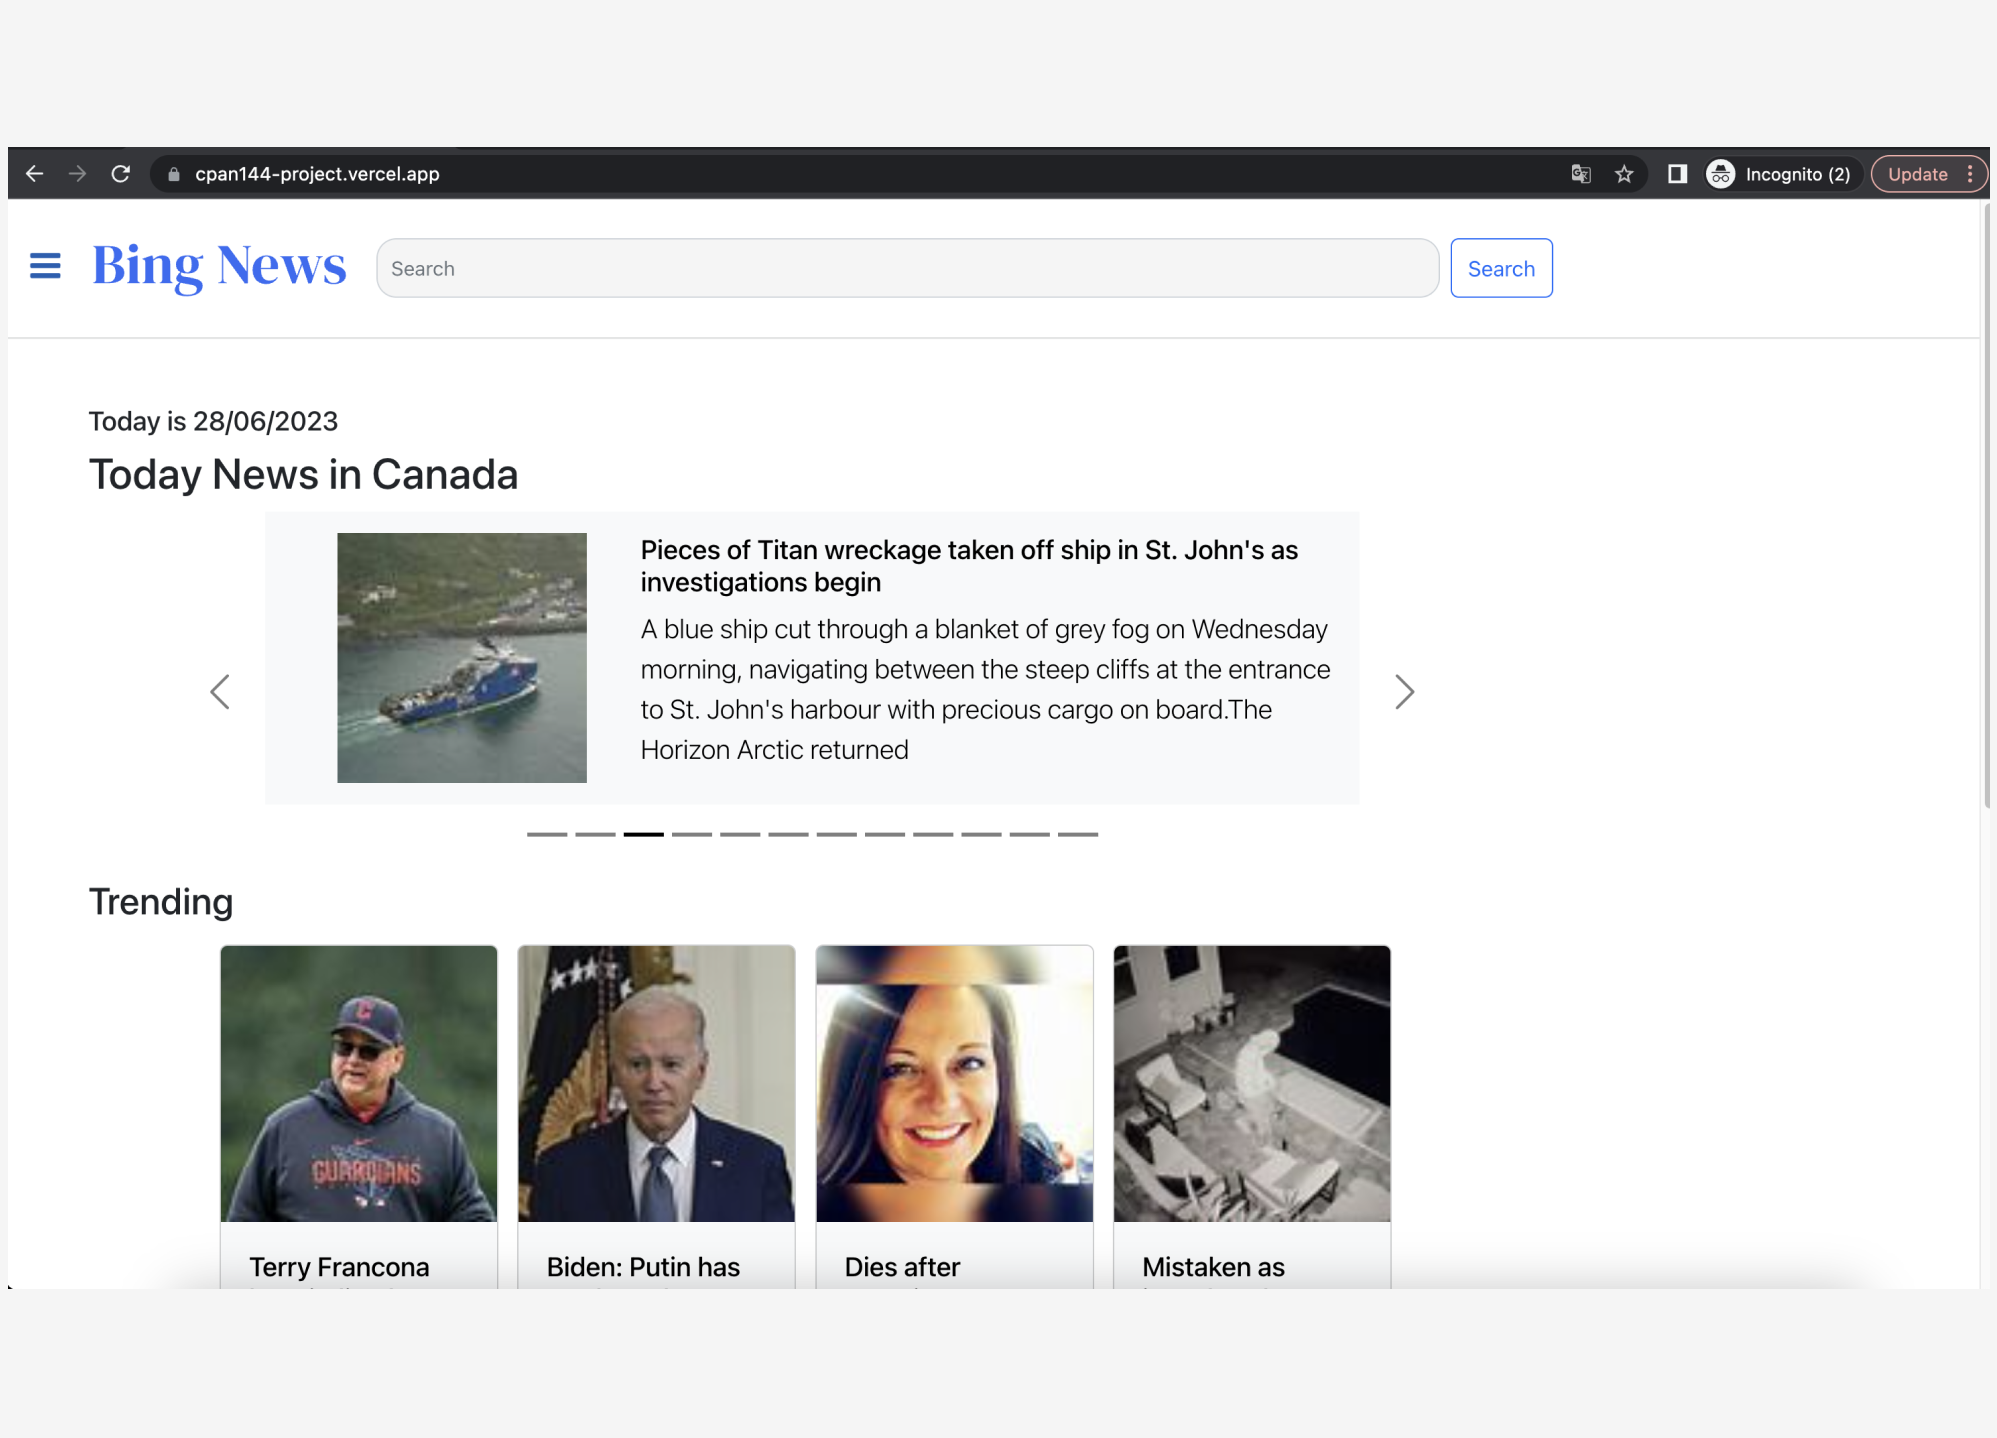 cpan144-project.vercel.app
Incognito (2)
Update
Bing News
Search
Search
Today is 28/06/2023
Today News in Canada
Pieces of Titan wreckage taken off ship in St. John's as
investigations begin
A blue ship cut through a blanket of grey fog on Wednesday
morning, navigating between the steep cliffs at the entrance
to St. John's harbour with precious cargo on board.The
Horizon Arctic returned
Trending
C
GUARDIANS
Terry Francona
Biden: Putin has
Dies after
Mistaken as